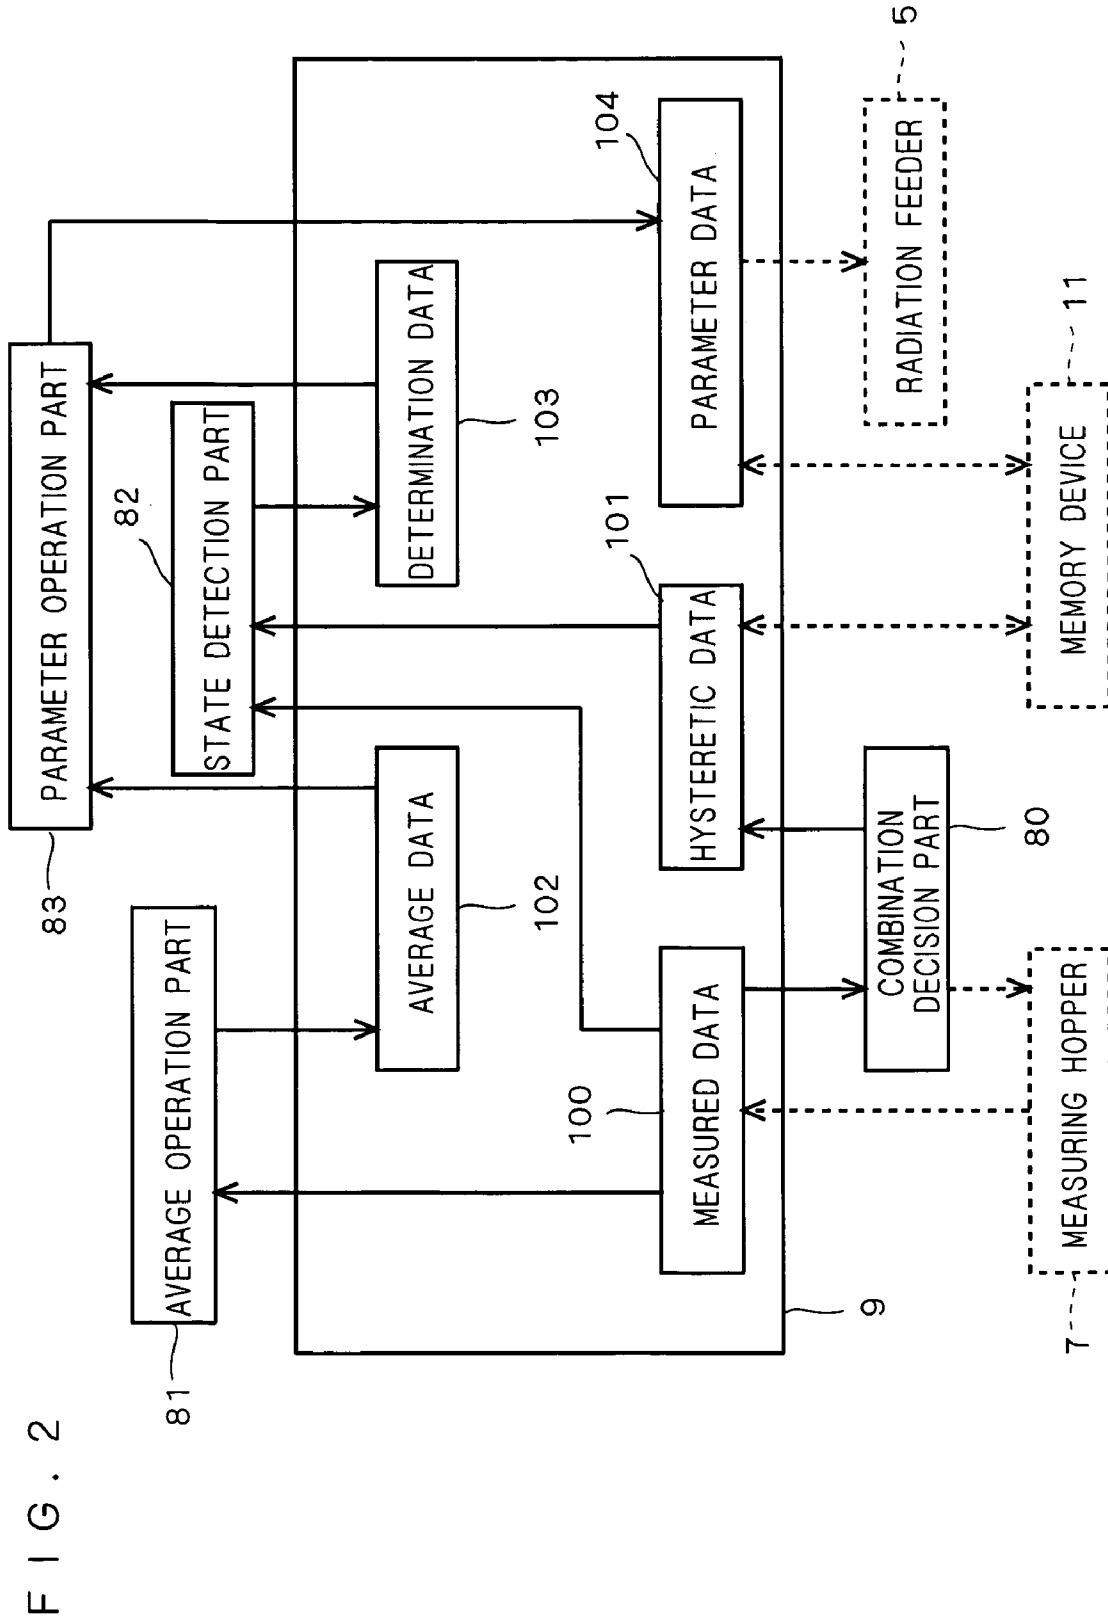 FIG. 2
83
PARAMETER OPERATION PART
81
AVERAGE OPERATION PART
82
STATE DETECTION PART
AVERAGE DATA
102
DETERMINATION DATA
103
100
MEASURED DATA
101
HYSTERETIC DATA
104
PARAMETER DATA
9
COMBINATION
DECISION PART
80
RADIATION FEEDER
5
7
MEASURING HOPPER
MEMORY DEVICE
11